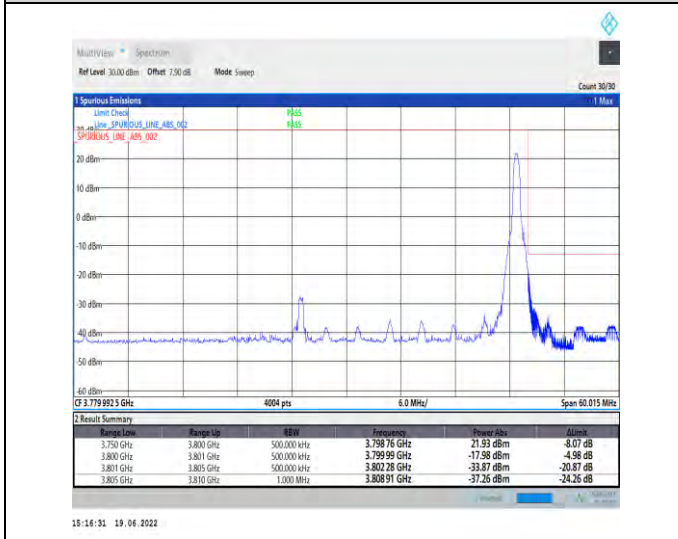 MultiView Spectrum
Ref Level 30.00 dBm Offset 7.90 dB Mode Sweep
Count 30/30
1 Spurious Emissions 1 Max
Limit Check PASS
Line _SPURIOUS_LINE_ABS_002 PASS
_SPURIOUS_LINE_ABS_002
20 dBm
10 dBm
0 dBm
-10 dBm
-20 dBm
-30 dBm
-40 dBm
-50 dBm
-60 dBm
CF 3.779 992 5 GHz 4004 pts 6.0 MHz/ Span 60.015 MHz
2 Result Summary
Range Low Range Up RBW Frequency Power Abs ΔLimit
3.750 GHz 3.800 GHz 500.000 kHz 3.798 76 GHz 21.93 dBm -8.07 dB
3.800 GHz 3.801 GHz 500.000 kHz 3.799 99 GHz -17.98 dBm -4.98 dB
3.801 GHz 3.805 GHz 500.000 kHz 3.802 28 GHz -33.87 dBm -20.87 dB
3.805 GHz 3.810 GHz 1.000 MHz 3.808 91 GHz -37.26 dBm -24.26 dB
15:16:31 19.06.2022